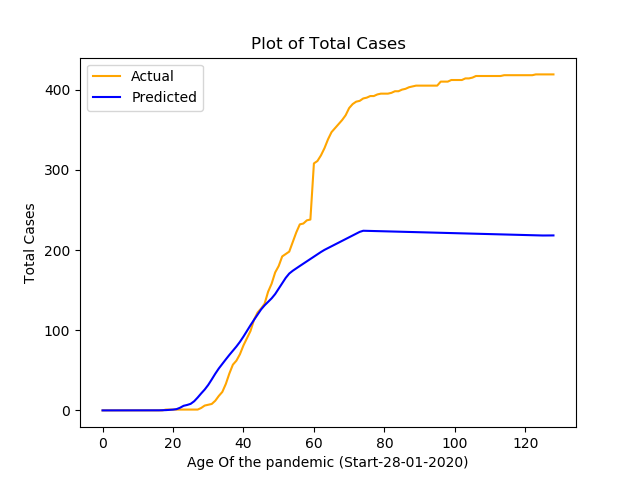 Plot of Total Cases
Actual
Predicted
400
300
200
100
0
Total Cases
0 20 40 60 80 100 120
Age Of the pandemic (Start-28-01-2020)